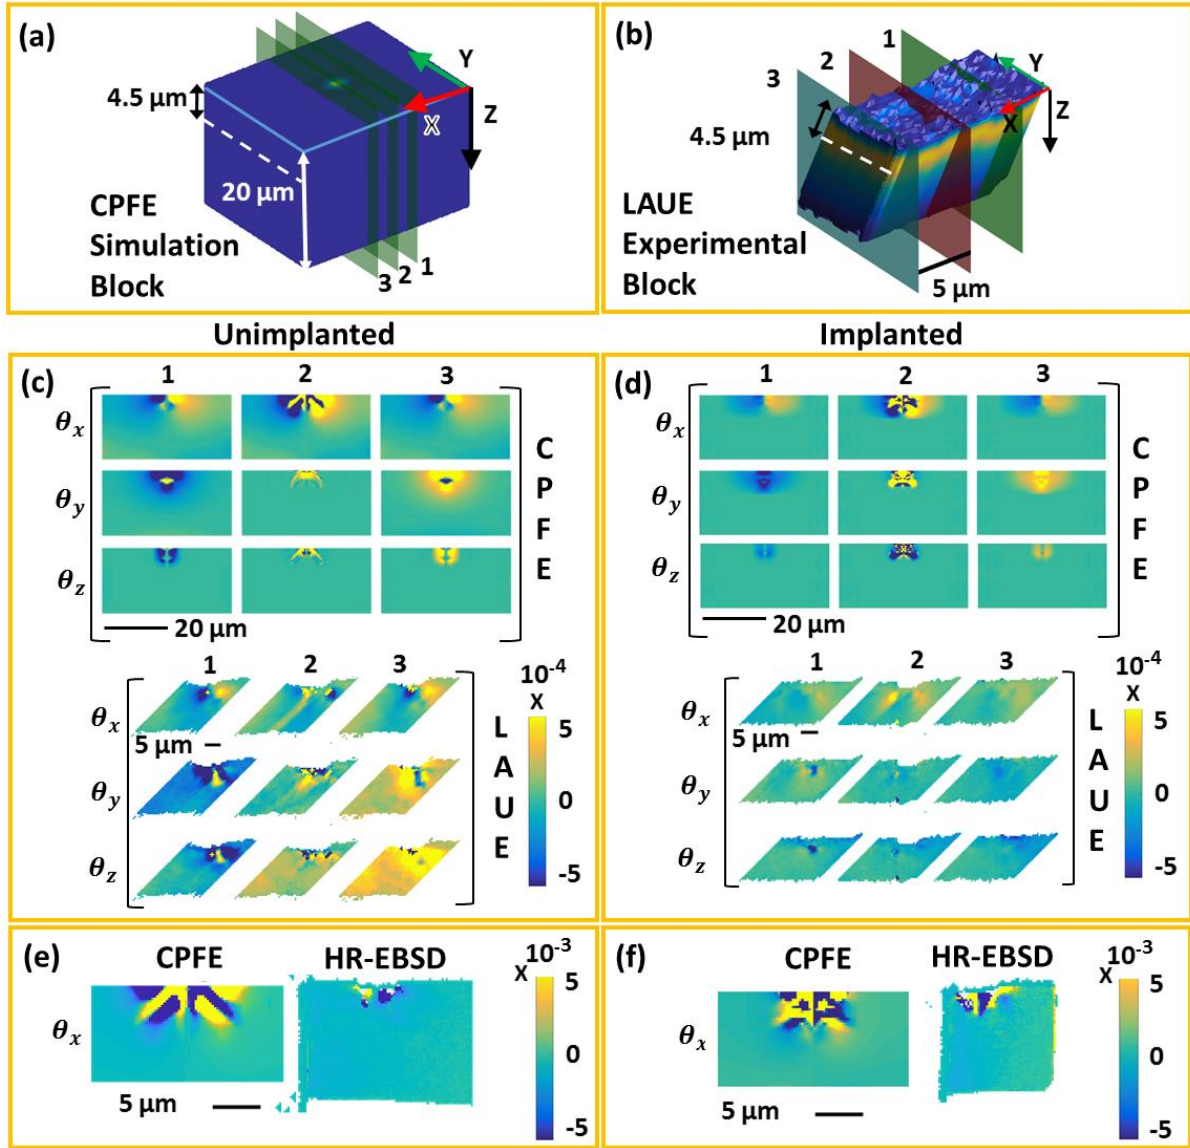 (a)
4.5 μm
20 μm
Y
X
Z
CPFE
Simulation
Block
3 2 1
(b)
1
2
3
4.5 μm
X
Z
LAUE
Experimental
Block
5 μm
Unimplanted
Implanted
(c)
1 2 3
θx
θy
θz
C
P
F
E
20 μm
1 2 3
θx
5 μm
θy
θz
L
A
U
E
10-4
X
5
0
-5
(d)
1 2 3
θx
θy
θz
C
P
F
E
20 μm
1 2 3
θx
5 μm
θy
θz
L
A
U
E
10-4
X
5
0
-5
(e)
CPFE HR-EBSD
θx
5 μm
10-3
X
5
0
-5
(f)
CPFE HR-EBSD
θx
5 μm
10-3
X
5
0
-5